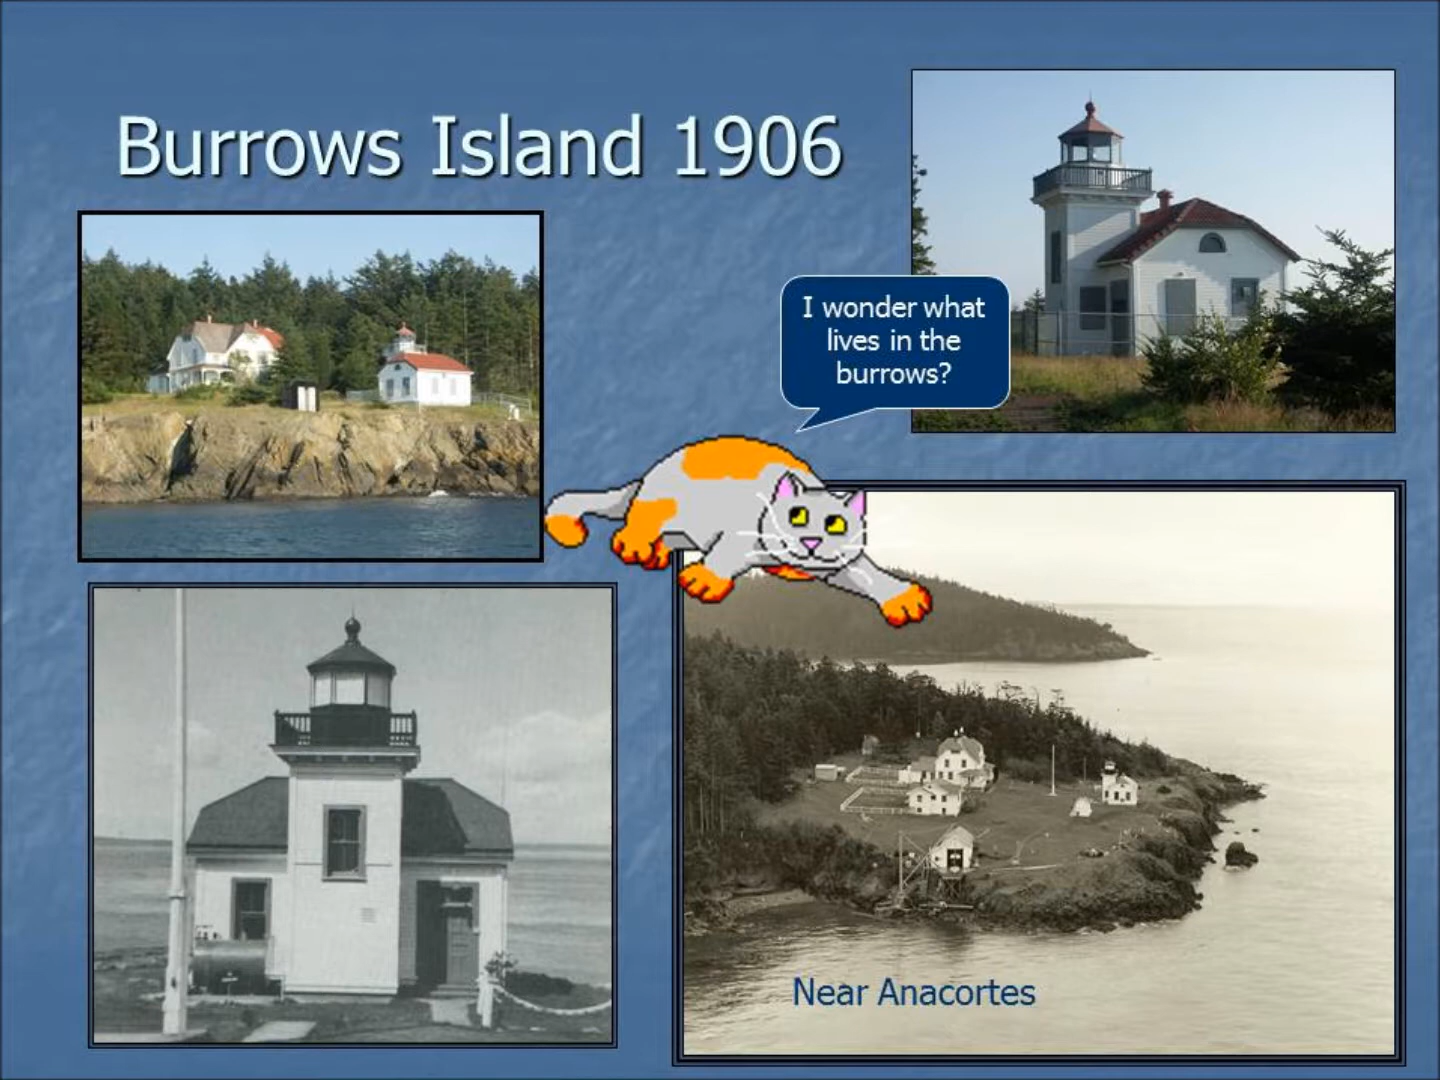 Burrows Island 1906
I wonder what
lives in the
burrows?
Near Anacortes